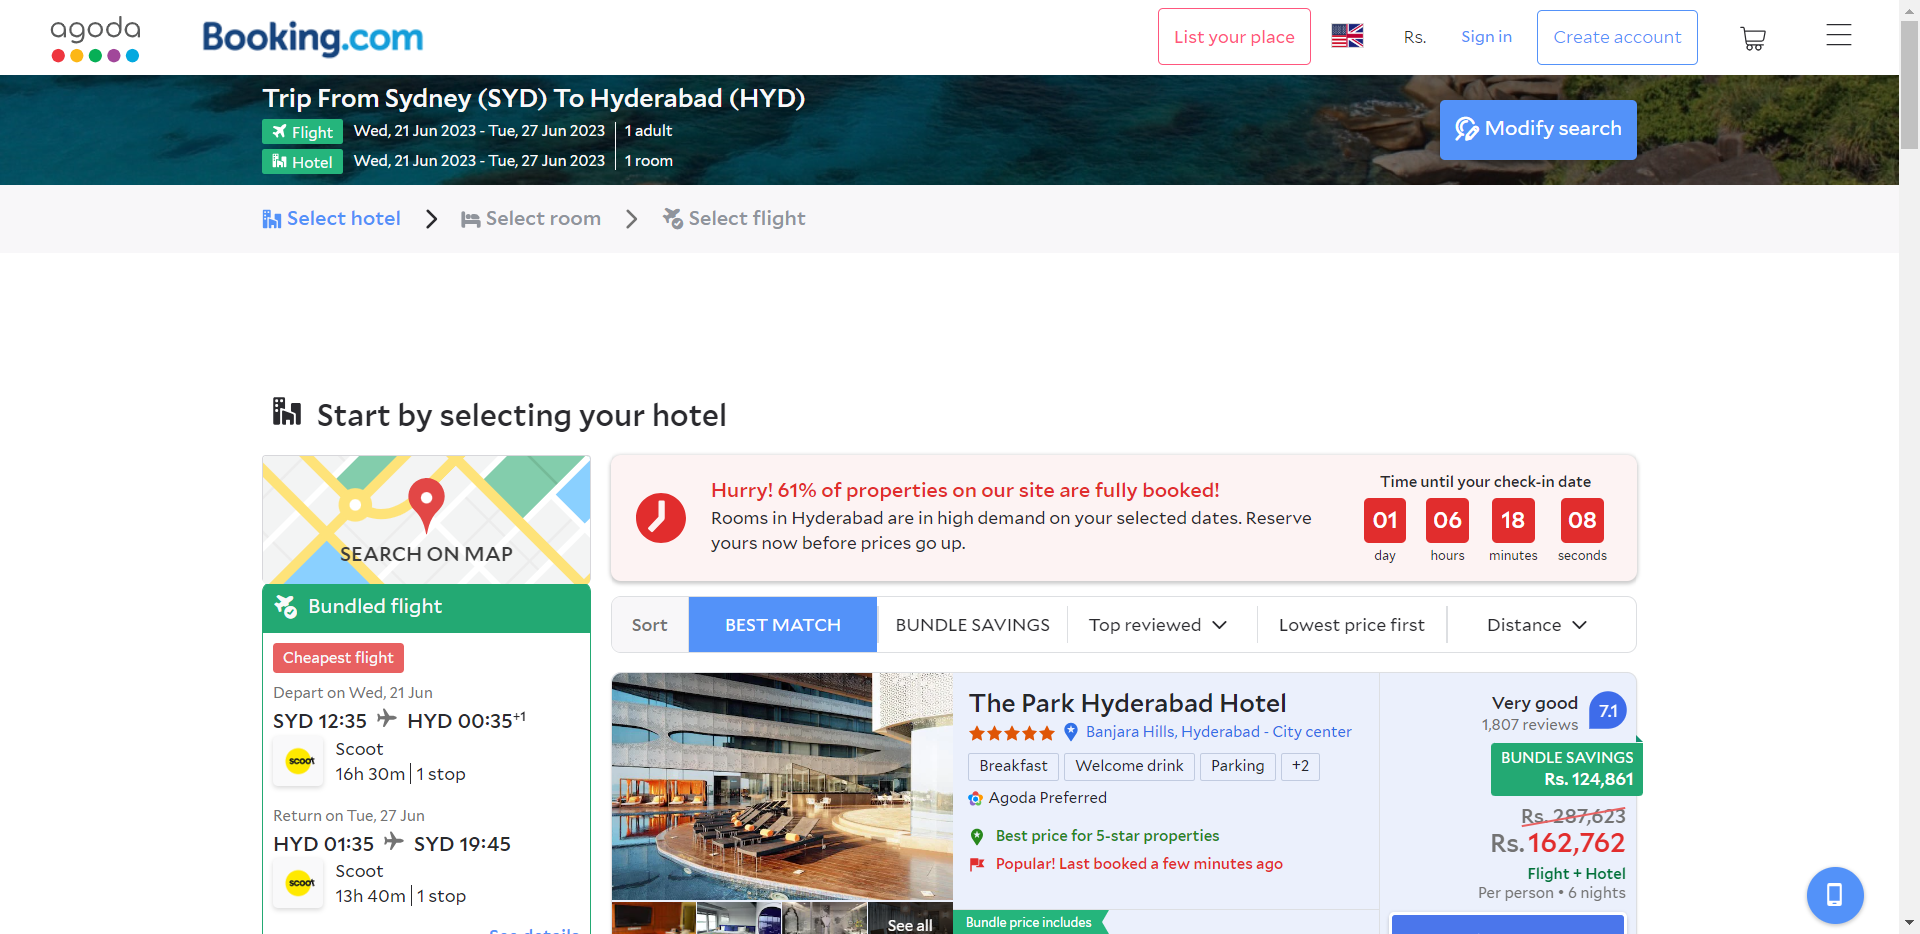 agoda
Booking.com
List your place
Rs.
Sign in
Create account
Trip From Sydney (SYD) To Hyderabad (HYD)
Flight
Wed, 21 Jun 2023 - Tue, 27 Jun 2023
1 adult
Hotel
Wed, 21 Jun 2023 - Tue, 27 Jun 2023
1 room
Modify search
Select hotel
Select room
Select flight
Start by selecting your hotel
SEARCH ON MAP
Bundled flight
Cheapest flight
Depart on Wed, 21 Jun
SYD 12:35 HYD 00:35+1
scoot
Scoot
16h 30m | 1 stop
Return on Tue, 27 Jun
HYD 01:35 SYD 19:45
scoot
Scoot
13h 40m | 1 stop
See details
Hurry! 61% of properties on our site are fully booked!
Rooms in Hyderabad are in high demand on your selected dates. Reserve
yours now before prices go up.
Time until your check-in date
01 06 18 08
day hours minutes seconds
Sort
BEST MATCH
BUNDLE SAVINGS
Top reviewed
Lowest price first
Distance
The Park Hyderabad Hotel
Banjara Hills, Hyderabad - City center
Breakfast
Welcome drink
Parking
+2
Agoda Preferred
Best price for 5-star properties
Popular! Last booked a few minutes ago
See all
Bundle price includes
Very good
7.1
1,807 reviews
BUNDLE SAVINGS
Rs. 124,861
Rs. 287,623
Rs. 162,762
Flight + Hotel
Per person • 6 nights